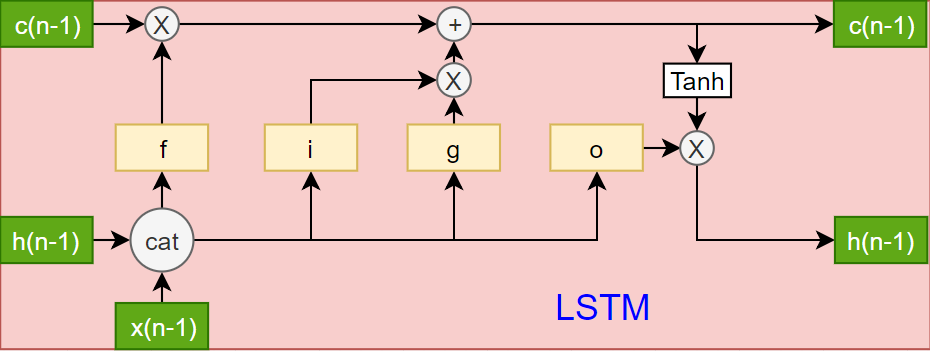 c(n-1) X + c(n-1)
X Tanh
f i g o X
h(n-1) cat h(n-1)
x(n-1) LSTM